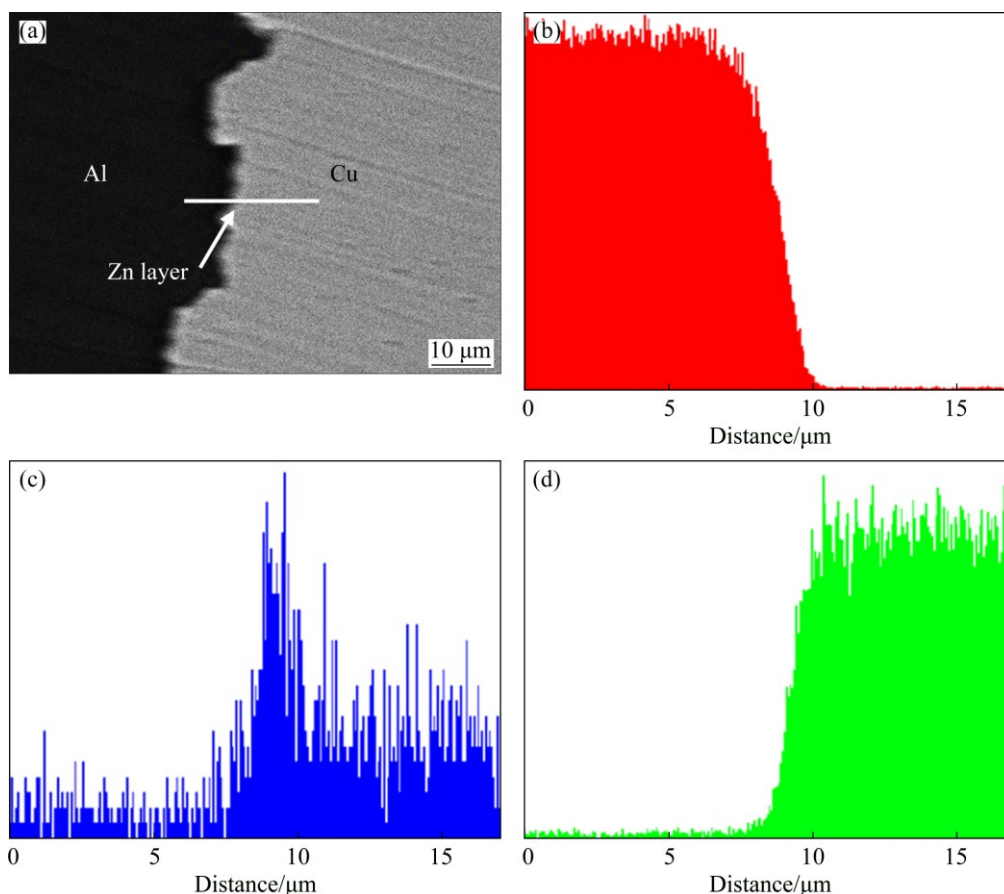 (a)
Al
Cu
Zn layer
10 μm
(b)
0 5 10 15
Distance/μm
(c)
0 5 10 15
Distance/μm
(d)
0 5 10 15
Distance/μm